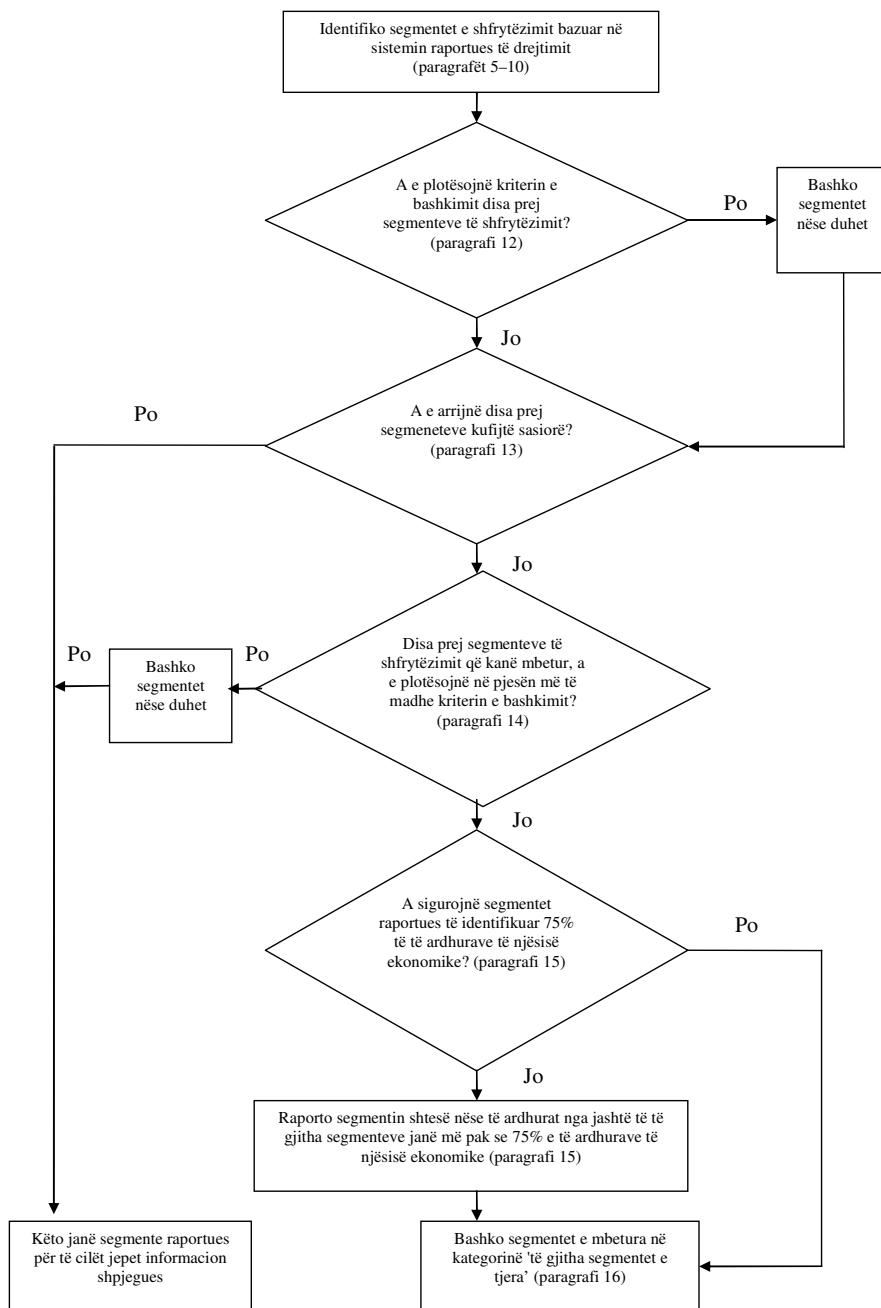 Identifiko segmentet e shfrytëzimit bazuar në
sistemin raportues të drejtimit
(paragrafët 5–10)
A e plotësojnë kriterin e
bashkimit disa prej
segmenteve të shfrytëzimit?
(paragrafi 12)
Po
Bashko
segmentet
nëse duhet
Jo
Po
A e arrijnë disa prej
segmeneteve kufijtë sasiorë?
(paragrafi 13)
Jo
Disa prej segmenteve të
shfrytëzimit që kanë mbetur, a
e plotësojnë në pjesën më të
madhe kriterin e bashkimit?
(paragrafi 14)
Po
Bashko
segmentet
nëse duhet
Po
Jo
A sigurojnë segmentet
raportues të identifikuar 75%
të të ardhurave të njësisë
ekonomike? (paragrafi 15)
Po
Jo
Raporto segmentin shtesë nëse të ardhurat nga jashtë të të
gjitha segmenteve janë më pak se 75% e të ardhurave të
njësisë ekonomike (paragrafi 15)
Këto janë segmente raportues
për të cilët jepet informacion
shpjegues
Bashko segmentet e mbetura në
kategorinë 'të gjitha segmentet e
tjera’ (paragrafi 16)